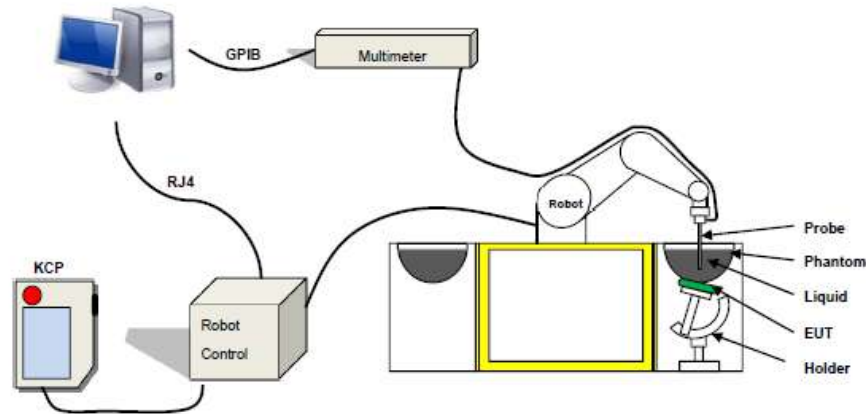 GPIB
Multimeter
RJ4
Robot
KCP
Probe
Phantom
Liquid
EUT
Holder
Robot
Control